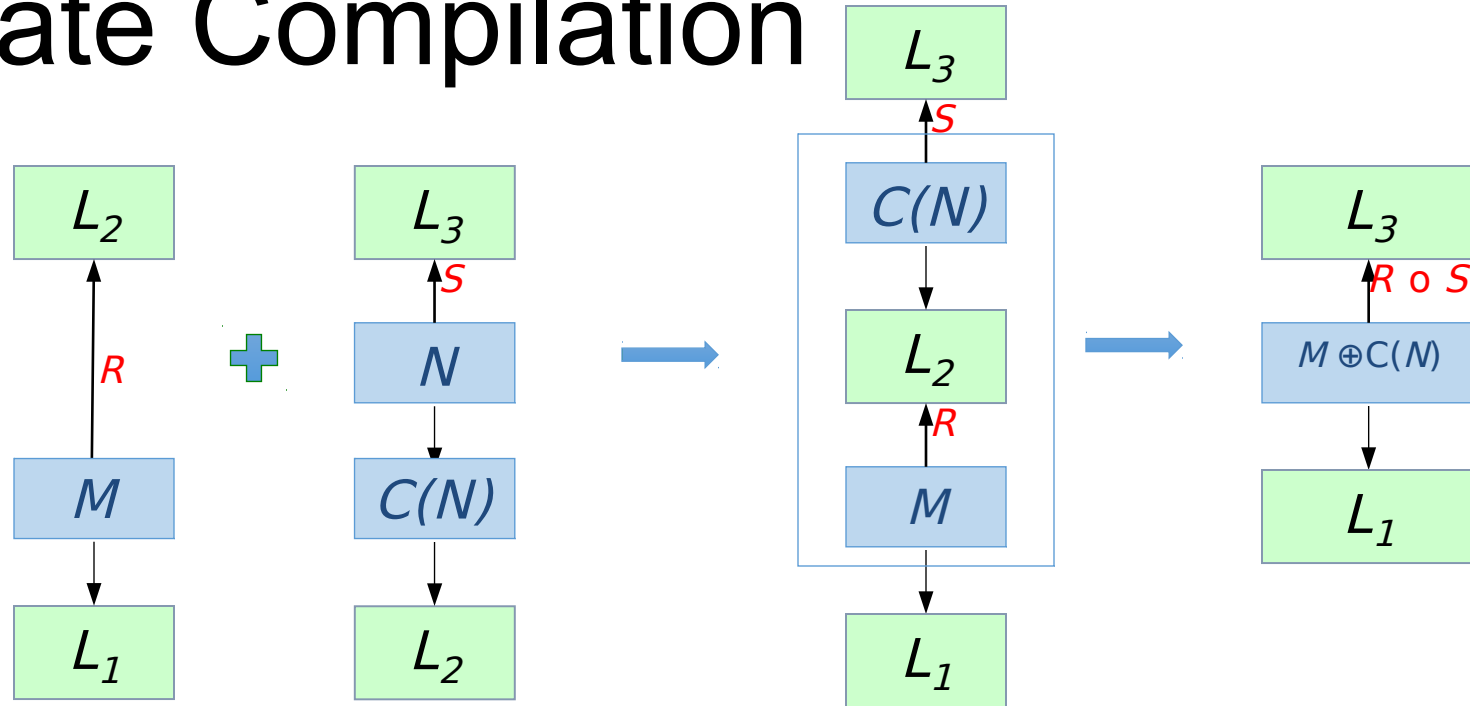 ate Compilation
L2
R
M
L1
L3
S
N
C(N)
L2
L3
S
C(N)
L2
R
M
L1
L3
R o S
M ⊕C(N)
L1